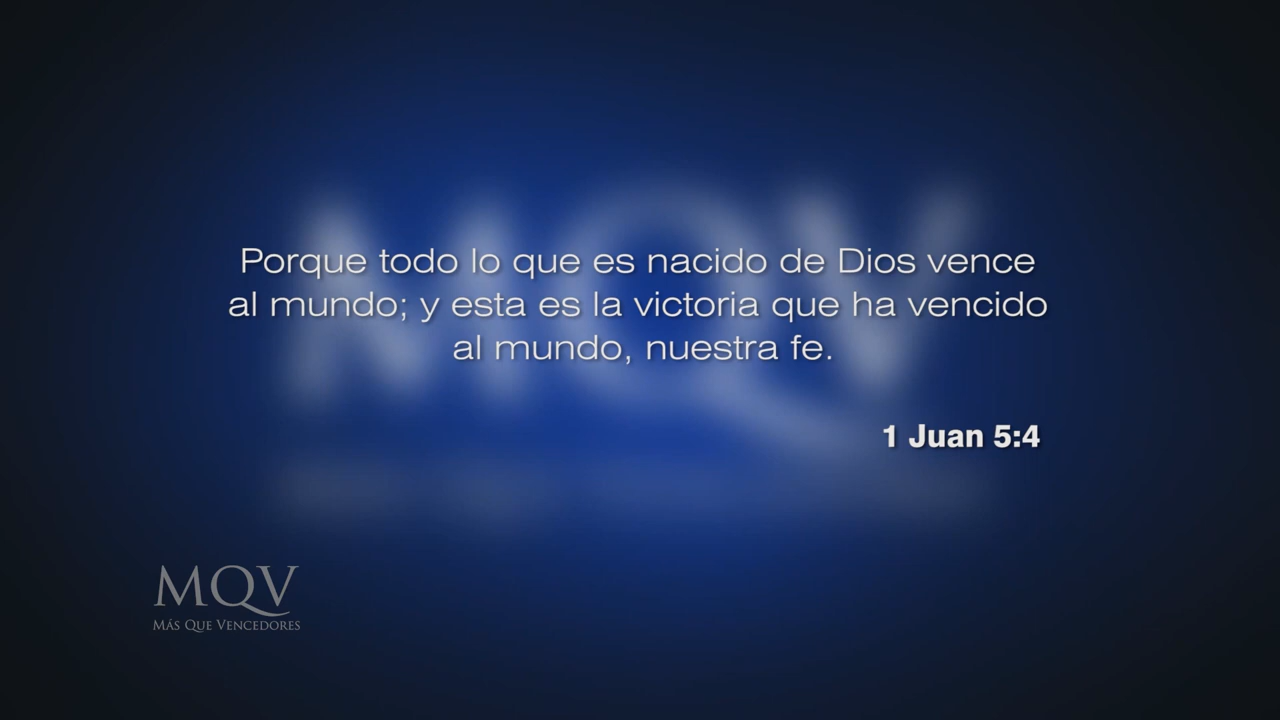 Porque todo lo que es nacido de Dios vence
al mundo; y esta es la victoria que ha vencido
al mundo, nuestra fe.
1 Juan 5:4
MQV
MÁS QUE VENCEDORES